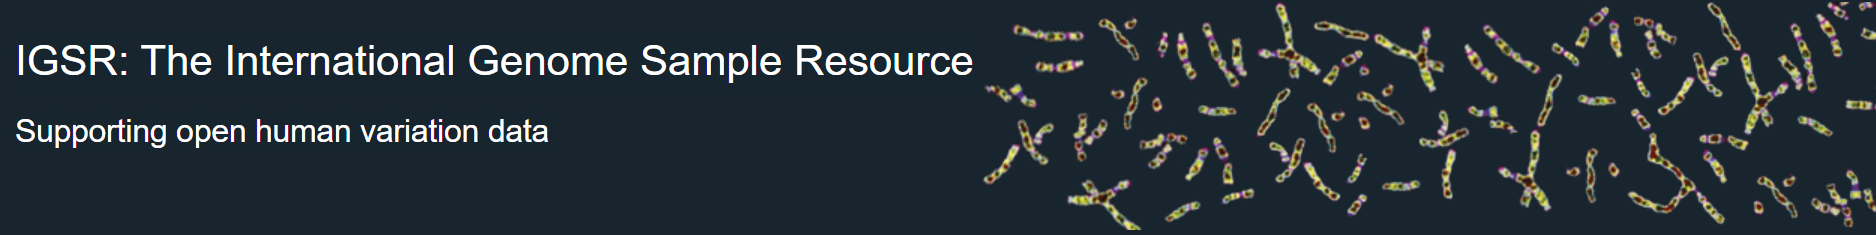 IGSR: The International Genome Sample Resource
Supporting open human variation data